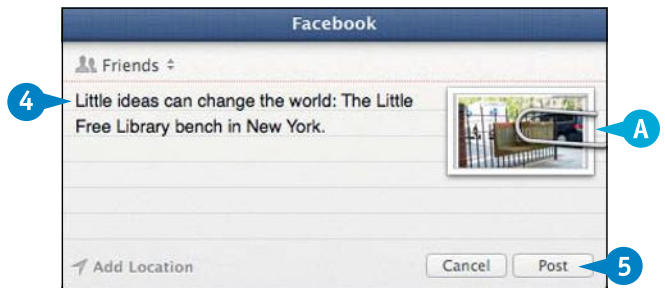 Facebook
Friends
4
Little ideas can change the world: The Little
Free Library bench in New York.
A
Add Location
Cancel
Post
5